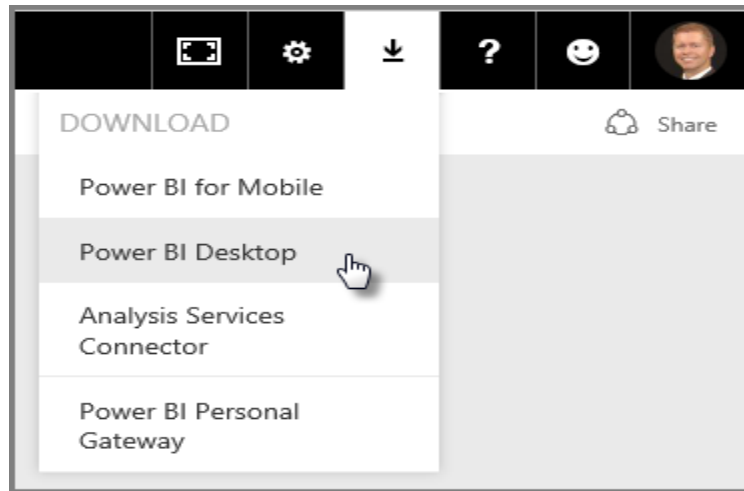 ?
DOWNLOAD
Share
Power BI for Mobile
Power BI Desktop
Analysis Services
Connector
Power BI Personal
Gateway